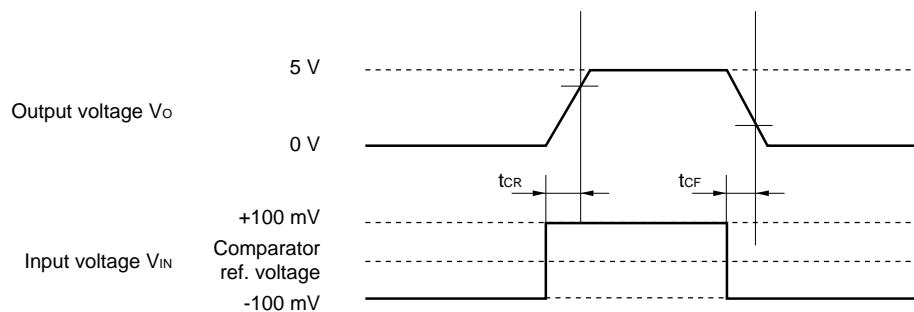 5 V
Output voltage VO
0 V
tCR
tCF
+100 mV
Comparator
Input voltage VIN
ref. voltage
-100 mV